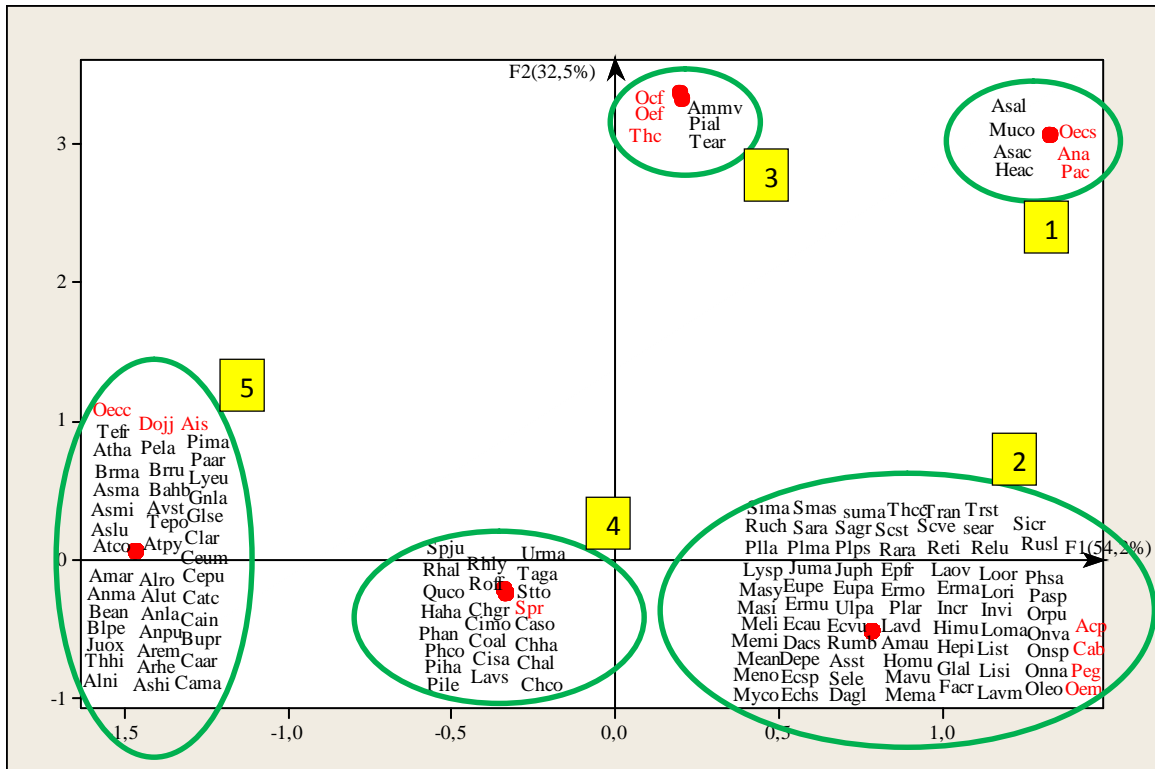 F2(32,5%)
3
2
1
0
-1
Ocf
Oef
Thc
Ammv
Pial
Tear
3
Asal
Muco
Asac
Heac
Oecs
Ana
Pac
1
5
Oecc
Dojj Ais
Tefr
Atha Pela Pima
Paar
Brma Brru Lyeu
Asma Bahb Gnla
Asmi Avst Glse
Aslu Tepo Clar
Atco Atpy Ceum
Amar Alro Cepu
Anma Alut Catc
Bean Anla Cain
Blpe Anpu Bupr
Juox Arem
Thhi Arhe Caar
Alni Ashi Cama
4
Spju Rhly Urma
Rhal Roff Taga
Quco Stto
Haha Chgr Spr
Cimo Caso
Phan Coal Chha
Phco
Piha Cisa Chal
Pile Lavs Chco
2
Sima Smas suma Thcc Tran Trst
Ruch Sara Sagr Scst Scve sear Sicr
Plla Plma Plps Rara Reti Relu Rusl
F1(54,2%)
Lysp Juma Juph Epfr Laov Loor Phsa
Masy Eupe Eupa Ermo Erma Lori Pasp
Masi Ermu Ulpa Plar Incr Invi Orpu
Meli Ecau Ecvu Lavd Himu Loma Onva Acp
Memi Dacs Rumb Amau Hepi List Onsp Cab
Mean Depe Asst Homu Glal Lisi Onna Peg
Meno Ecsp Sele Mavu Facr Lavm Oleo Oem
Myco Echs Dagl Mema
-1,5 -1,0 -0,5 0,0 0,5 1,0